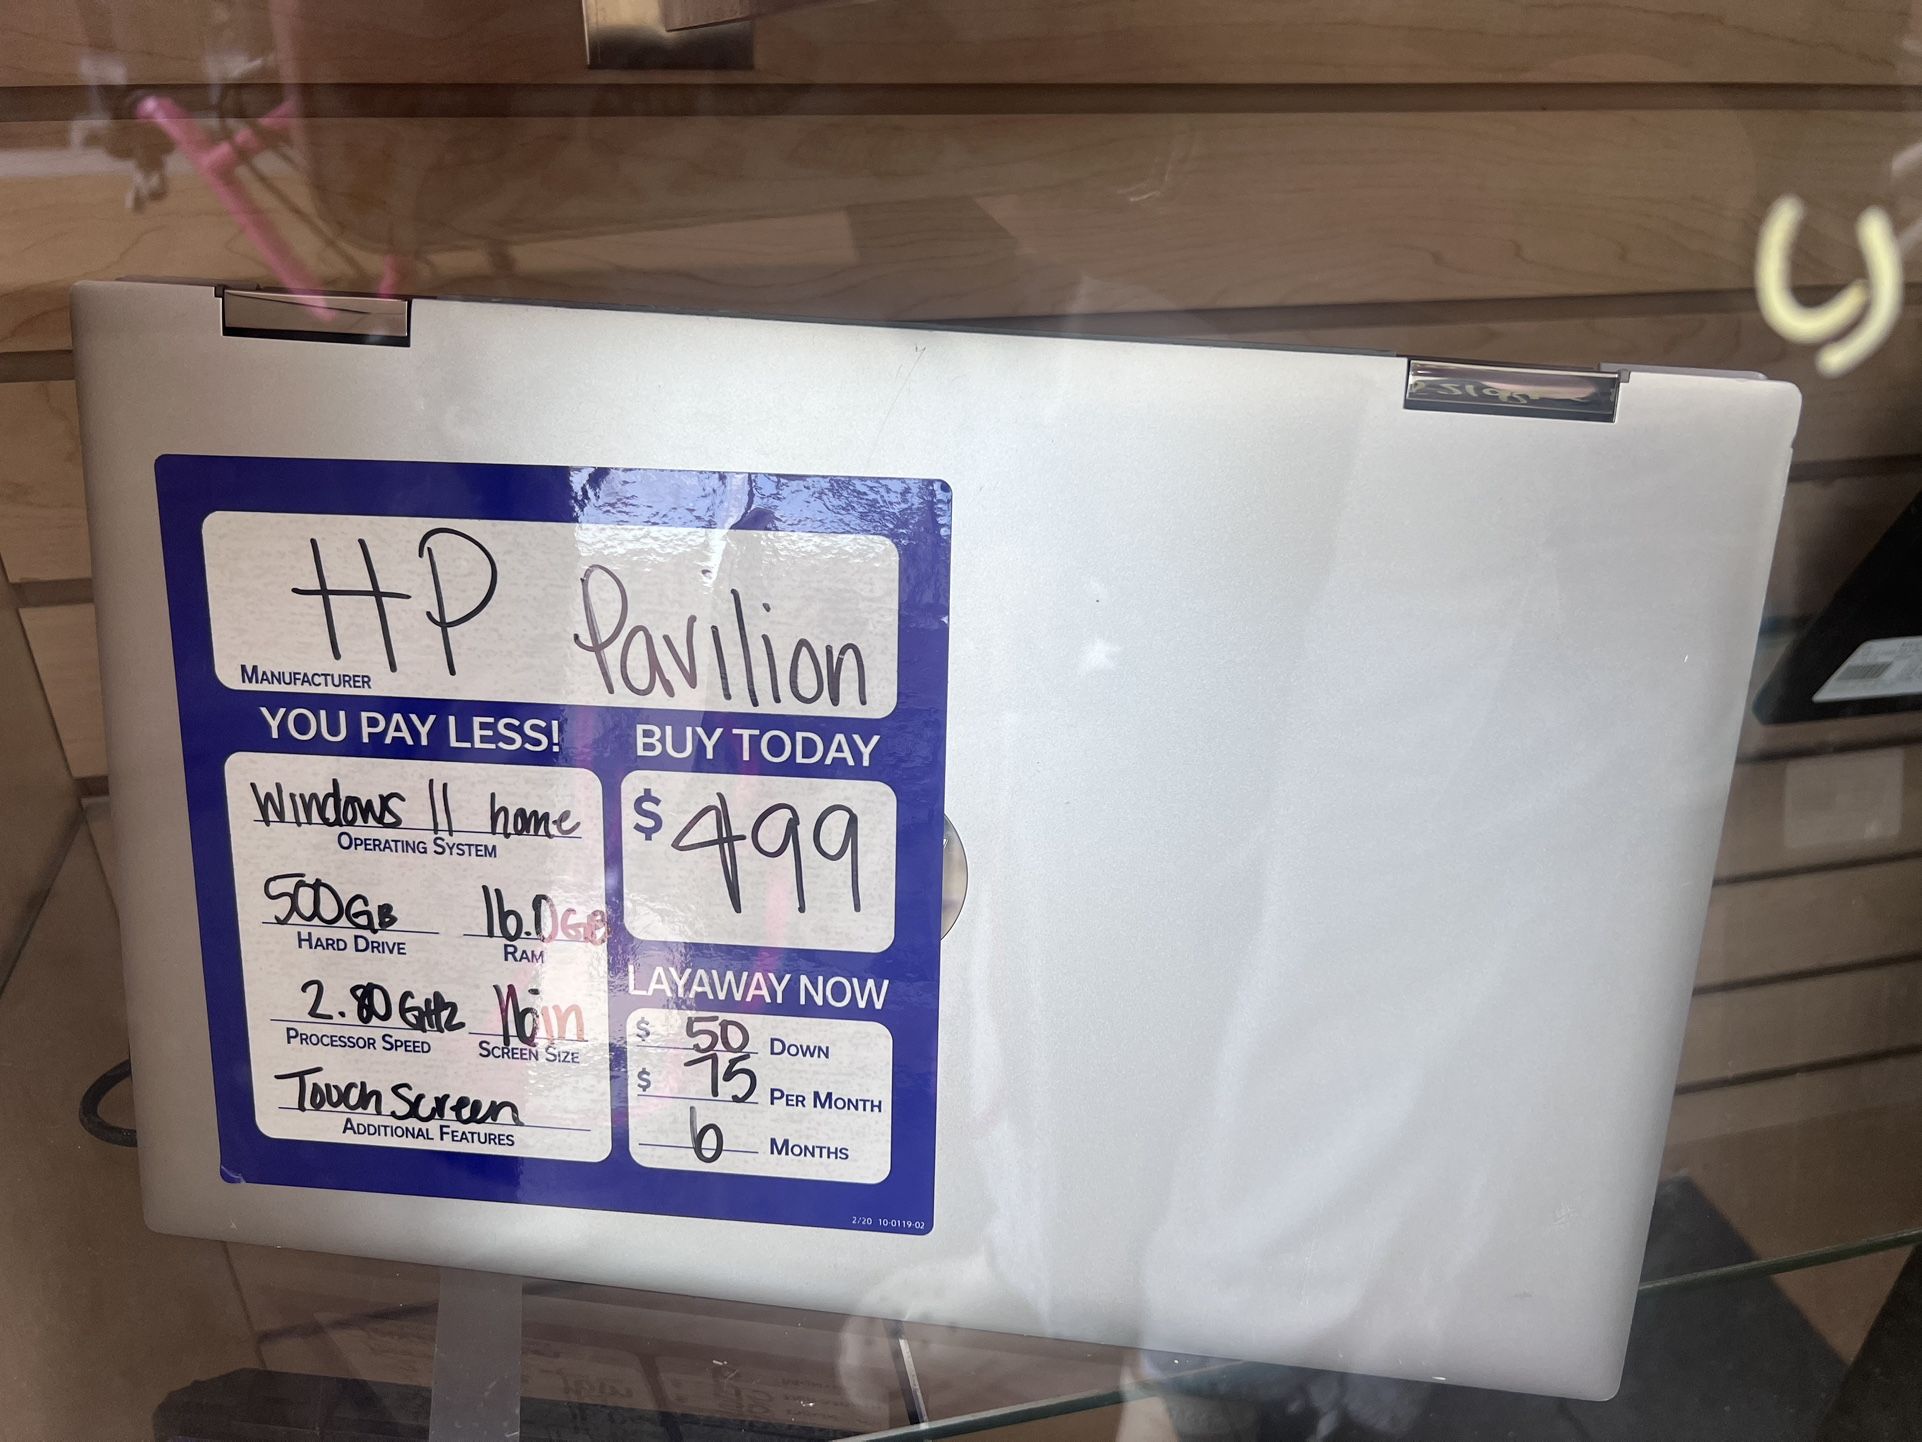 HP Pavilion
MANUFACTURER
YOU PAY LESS!
Windows 11 home
OPERATING SYSTEM
500GB 16.0GB
HARD DRIVE RAM
2.80 GHz 16in
PROCESSOR SPEED SCREEN SIZE
Touch Screen
ADDITIONAL FEATURES
BUY TODAY
$499
LAYAWAY NOW
$ 50 DOWN
$ 75 PER MONTH
6 MONTHS
2/20 10-0119-02